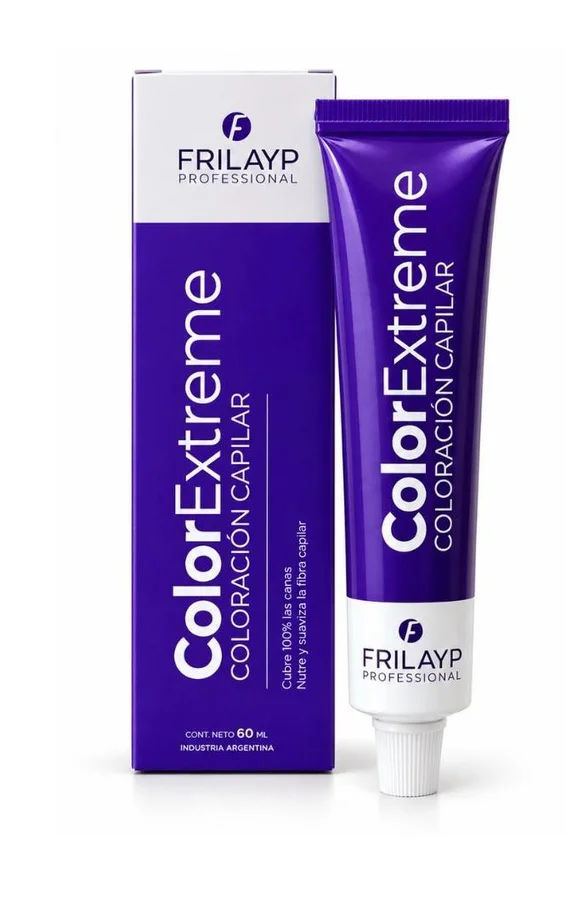 FRILAYP
PROFESSIONAL
ColorExtreme
COLORACIÓN CAPILAR
Cubre 100% las canas
Nutre y suaviza la fibra capilar
CONT. NETO 60 ML
INDUSTRIA ARGENTINA
ColorExtreme
COLORACIÓN CAPILAR
FRILAYP
PROFESSIONAL